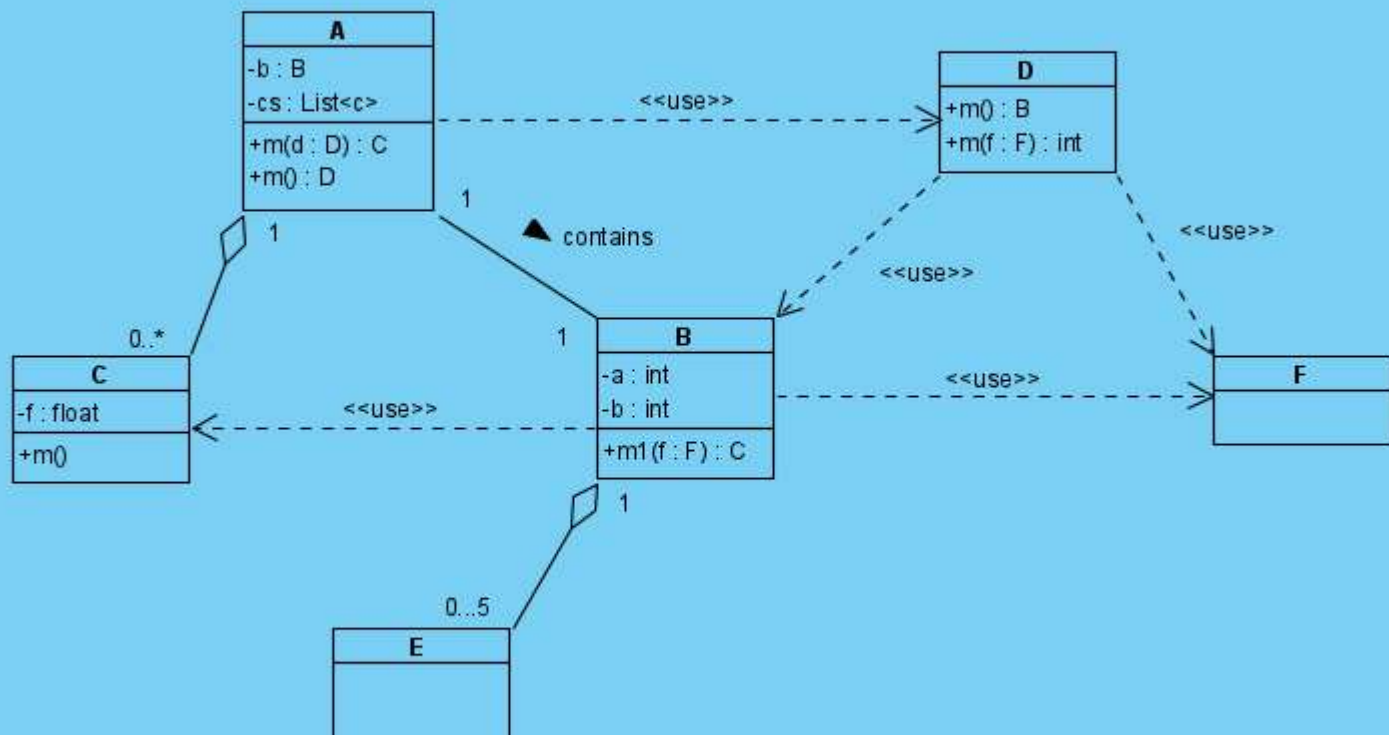 A
-b : B
-cs : List<c>
+m(d : D) : C
+m() : D
<<use>>
D
+m() : B
+m(f : F) : int
1
1
contains
<<use>>
<<use>>
0..*
1
C
-f : float
+m()
<<use>>
B
-a : int
-b : int
+m1(f : F) : C
<<use>>
F
1
0...5
E